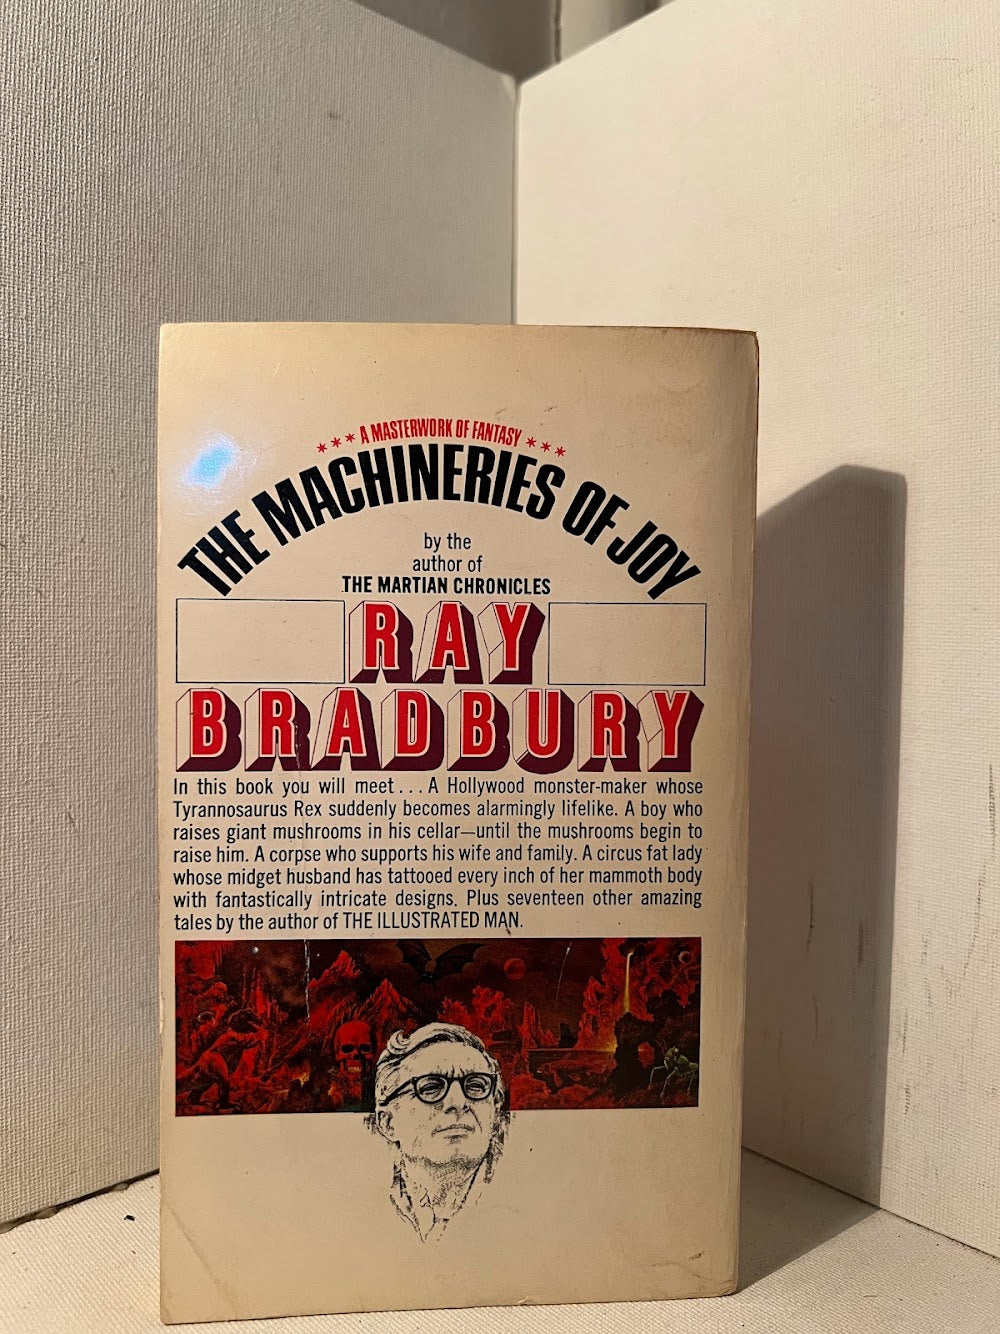 *** A MASTERWORK OF FANTASY ***
THE MACHINERIES OF JOY
by the
author of
THE MARTIAN CHRONICLES
RAY
BRADBURY
In this book you will meet... A Hollywood monster-maker whose
Tyrannosaurus Rex suddenly becomes alarmingly lifelike. A boy who
raises giant mushrooms in his cellar—until the mushrooms begin to
raise him. A corpse who supports his wife and family. A circus fat lady
whose midget husband has tattooed every inch of her mammoth body
with fantastically intricate designs. Plus seventeen other amazing
tales by the author of THE ILLUSTRATED MAN.